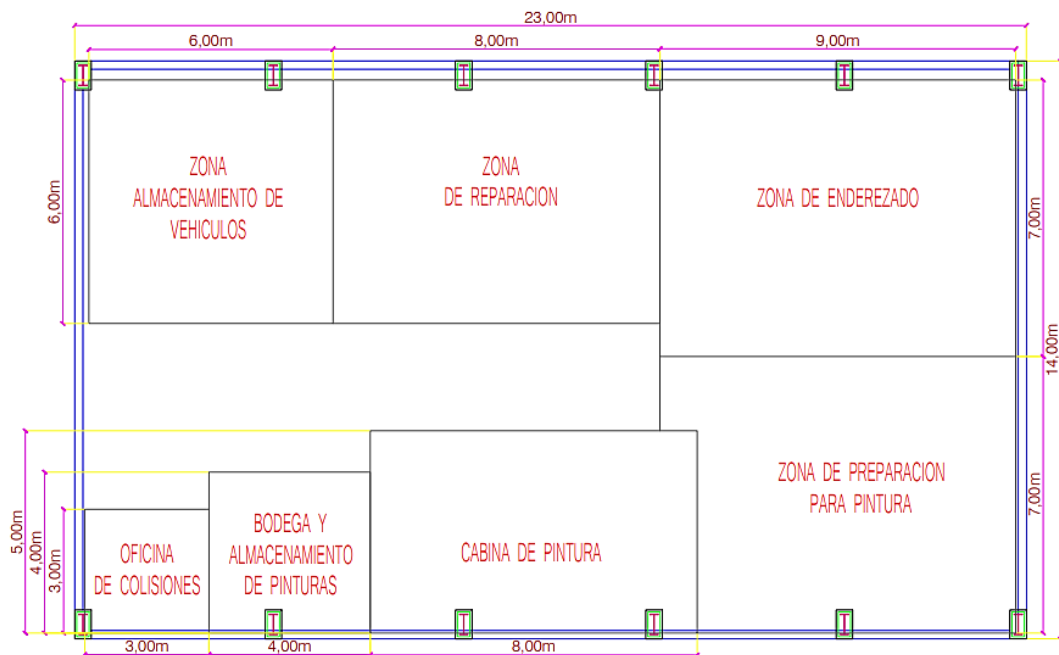 23,00m
6,00m
8,00m
9,00m
ZONA
ALMACENAMIENTO DE
VEHICULOS
ZONA
DE REPARACION
ZONA DE ENDEREZADO
6,00m
7,00m
14,00m
5,00m
4,00m
3,00m
OFICINA
DE COLISIONES
BODEGA Y
ALMACENAMIENTO
DE PINTURAS
CABINA DE PINTURA
ZONA DE PREPARACION
PARA PINTURA
7,00m
3,00m
4,00m
8,00m